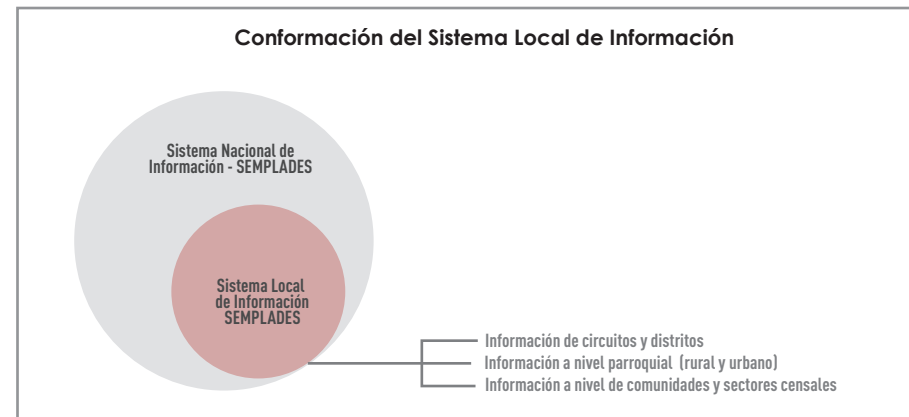 Conformación del Sistema Local de Información
Sistema Nacional de
Información - SEMPLADES
Sistema Local
de Información
SEMPLADES
Información de circuitos y distritos
Información a nivel parroquial (rural y urbano)
Información a nivel de comunidades y sectores censales